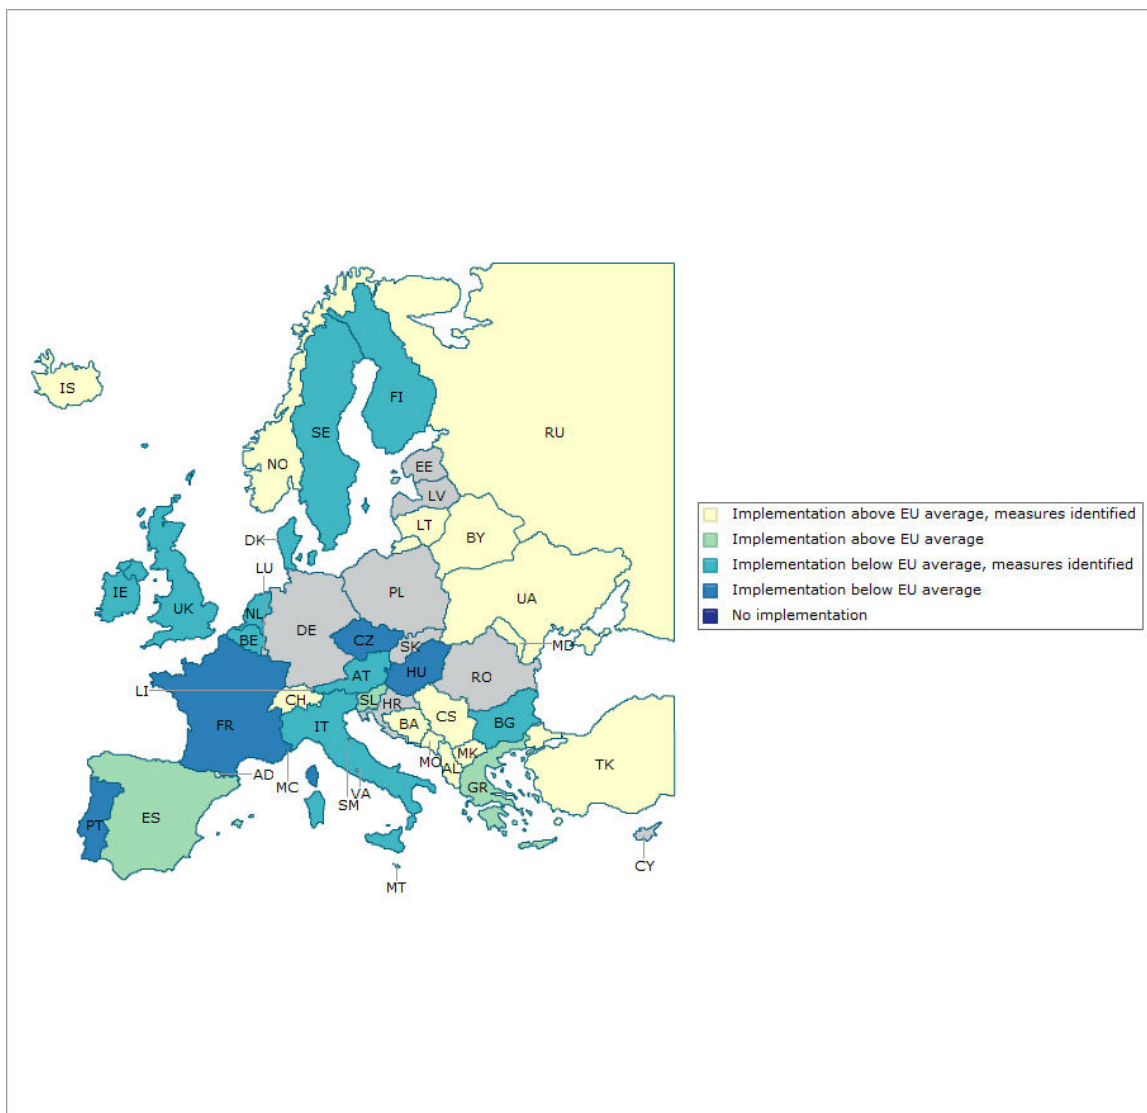 IS
RU
FI
SE
NO
EE
LV
LT
BY
DK
LU
IE
UK
NL
BE
DE
PL
UA
CZ
SK
MD
AT
HU
RO
LI
CH
SL
HR
FR
IT
BA
CS
BG
MO
MK
AL
TK
AD
MC
SM
VA
GR
PT
ES
CY
MT
Implementation above EU average, measures identified
Implementation above EU average
Implementation below EU average, measures identified
Implementation below EU average
No implementation